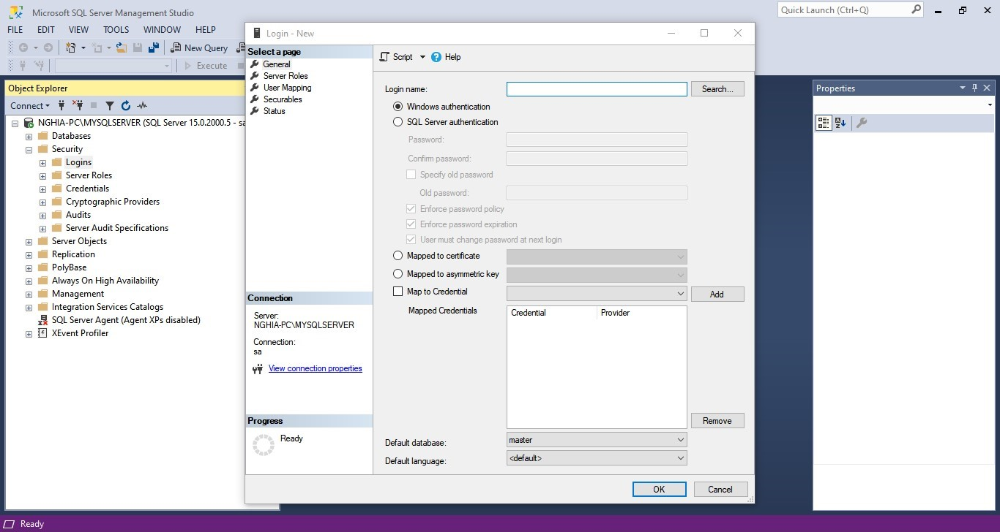 Microsoft SQL Server Management Studio
Quick Launch (Ctrl+Q)
FILE EDIT VIEW TOOLS WINDOW HELP
New Query
Execute
Object Explorer
Connect
NGHIA-PC\MYSQLSERVER (SQL Server 15.0.2000.5 - sa
Databases
Security
Logins
Server Roles
Credentials
Cryptographic Providers
Audits
Server Audit Specifications
Server Objects
Replication
PolyBase
Always On High Availability
Management
Integration Services Catalogs
SQL Server Agent (Agent XPs disabled)
XEvent Profiler
Login - New
Select a page
General
Server Roles
User Mapping
Securables
Status
Connection
Server:
NGHIA-PC\MYSQLSERVER
Connection:
sa
View connection properties
Progress
Ready
Script Help
Login name: Search...
Windows authentication
SQL Server authentication
Password:
Confirm password:
Specify old password
Old password:
Enforce password policy
Enforce password expiration
User must change password at next login
Mapped to certificate
Mapped to asymmetric key
Map to Credential Add
Mapped Credentials Credential Provider
Remove
Default database: master
Default language: <default>
OK Cancel
Properties
Ready